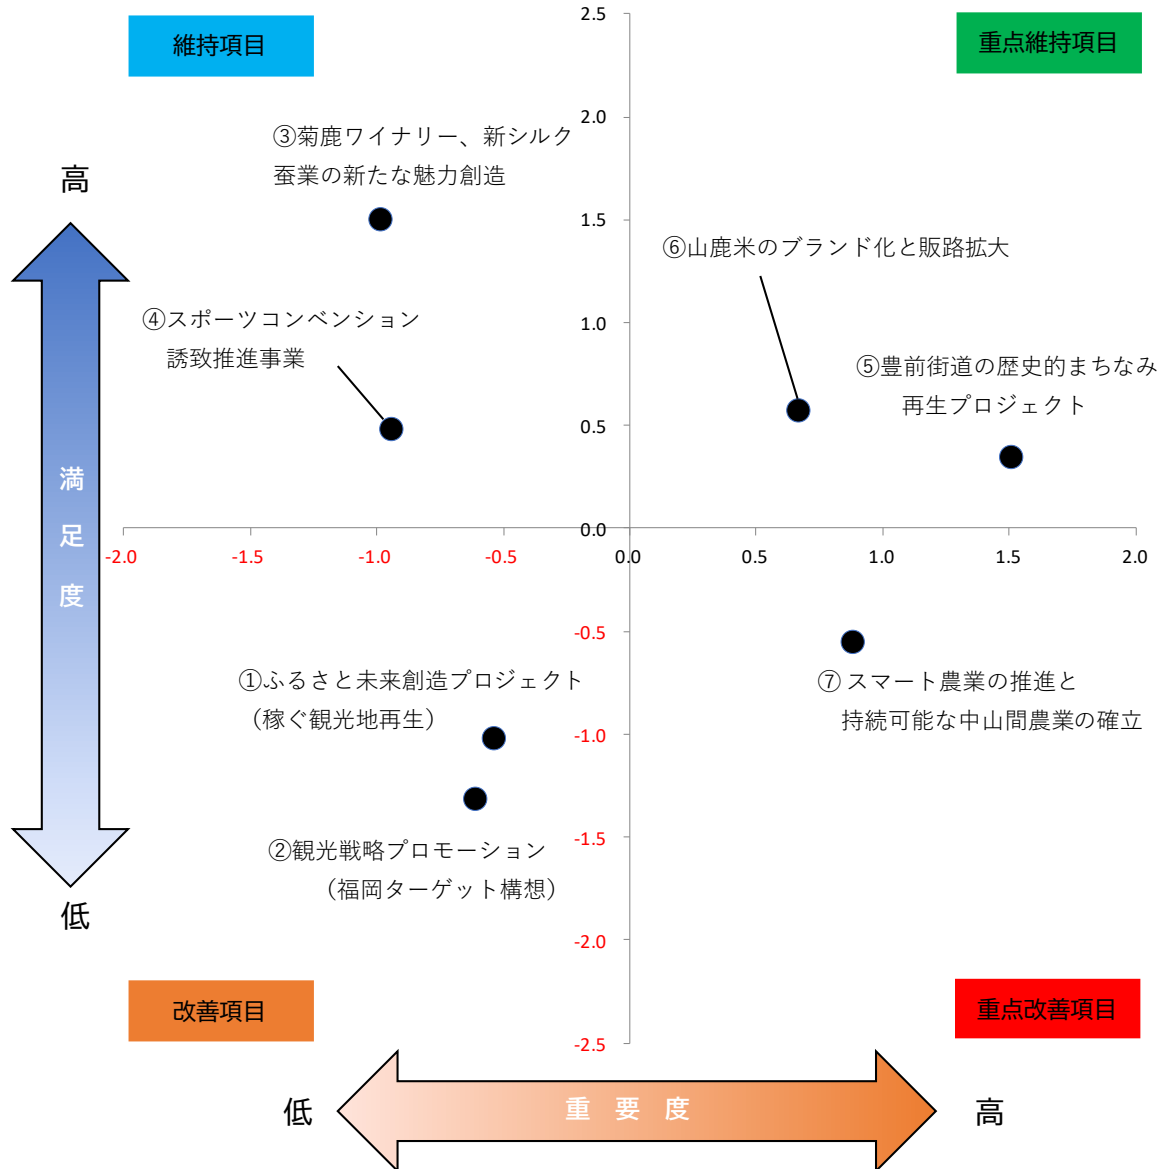 維持項目
重点維持項目
高
満
足
度
低
③菊鹿ワイナリー、新シルク
蚕業の新たな魅力創造
④スポーツコンベンション
誘致推進事業
⑥山鹿米のブランド化と販路拡大
⑤豊前街道の歴史的まちなみ
再生プロジェクト
2.5
2.0
1.5
1.0
0.5
0.0
-2.0
-1.5
-1.0
-0.5
0.0
0.5
1.0
1.5
2.0
-0.5
-1.0
-1.5
-2.0
-2.5
①ふるさと未来創造プロジェクト
（稼ぐ観光地再生）
②観光戦略プロモーション
（福岡ターゲット構想）
⑦ スマート農業の推進と
持続可能な中山間農業の確立
改善項目
重点改善項目
低
重 要 度
高